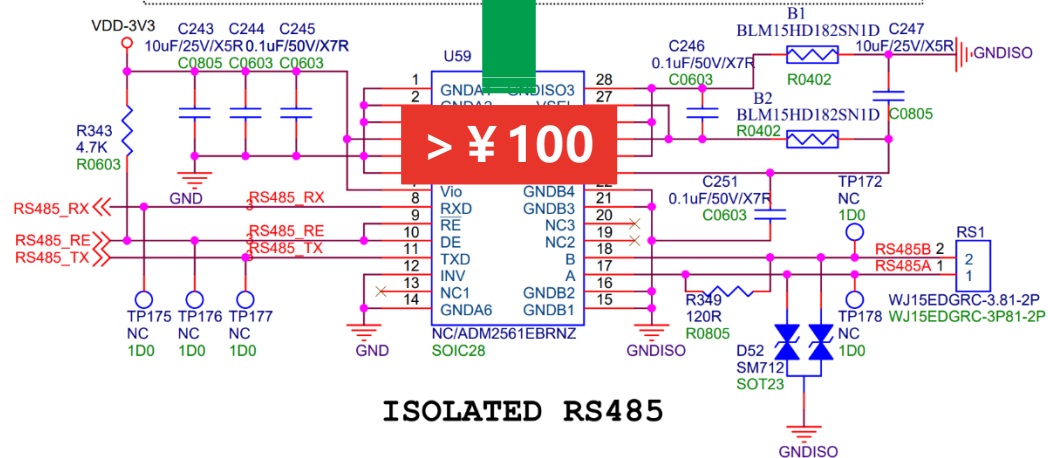 B1
BLM15HD182SN1D
R0402
C247
10uF/25V/X5R
C0805
GNDISO
VDD-3V3
C243 C244 C245
10uF/25V/X5R 0.1uF/50V/X7R
C0805 C0603 C0603
U59
C246
0.1uF/50V/X7R
C0603
B2
BLM15HD182SN1D
R0402
R343
4.7K
R0603
> ¥ 100
GND
1 GNDA1 GNDISO3 28
2 27
Vio GNDB4
8 RXD GNDB3 21
9 RE NC3 20
10 DE NC2 19
11 TXD B 18
12 INV A 17
13 NC1 GNDB2 16
14 GNDA6 GNDB1 15
NC/ADM2561EBRNZ
SOIC28
RS485_RX RS485_RX
RS485_RE RS485_RE
RS485_TX RS485_TX
TP175 TP176 TP177
NC NC NC
1D0 1D0 1D0
GND
GNDISO
C251
0.1uF/50V/X7R
C0603
TP172
NC
1D0
RS485B 2
RS485A 1
RS1
2
1
WJ15EDGRC-3.81-2P
WJ15EDGRC-3P81-2P
R349
120R
R0805
TP178
NC
1D0
D52
SM712
SOT23
GNDISO
ISOLATED RS485